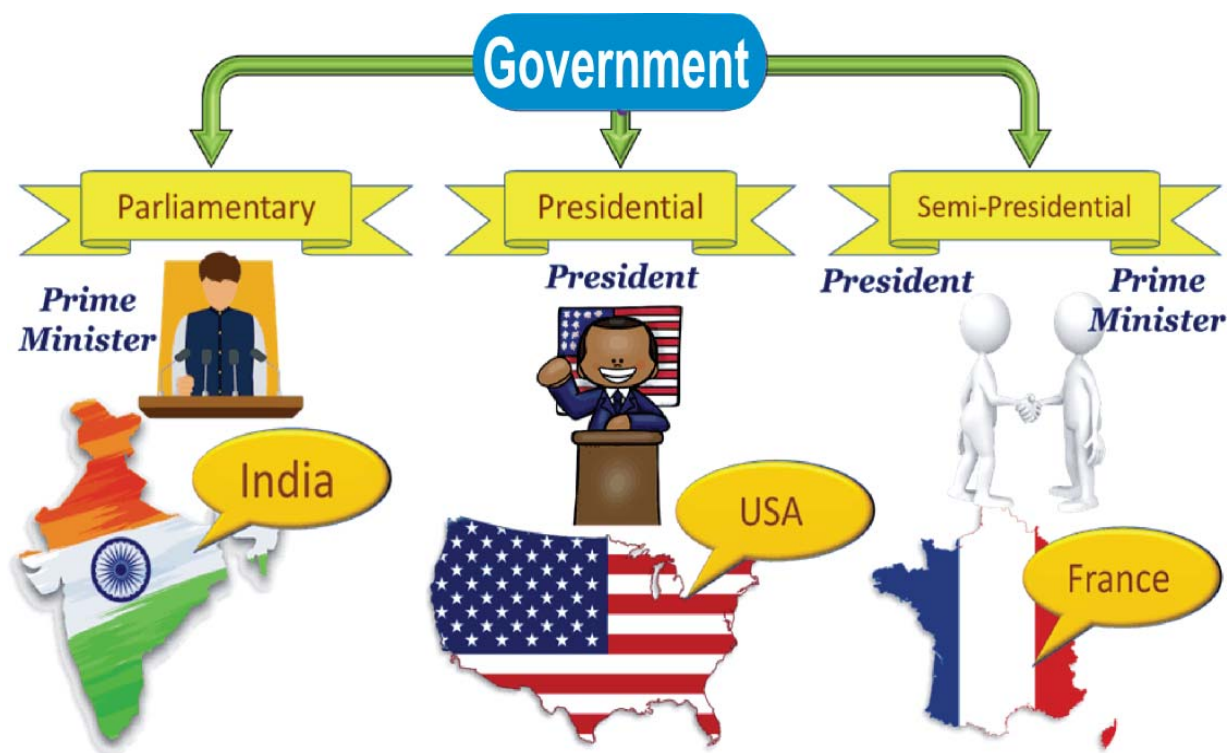 Government
Parliamentary
Presidential
Semi-Presidential
Prime
Minister
President
President
Prime
Minister
India
USA
France